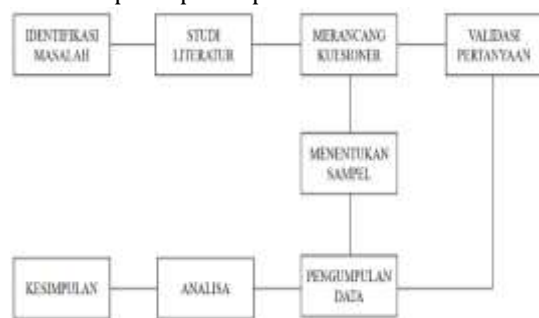 IDENTIFIKASI
MASALAH
STUDI
LITERATUR
MERANCANG
KUESIONER
VALIDASI
PERTANYAAN
MENENTUKAN
SAMPEL
KESIMPULAN
ANALISA
PENGUMPULAN
DATA